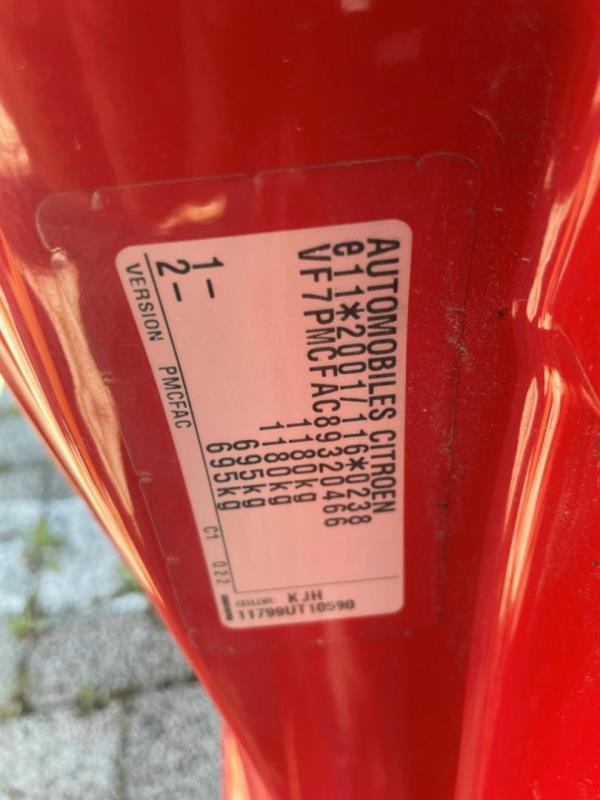 AUTOMOBILES CITROEN
e11*2001/116*0238
VF7PMCFAC89320466
1180kg
1180kg
1- 695kg
2- 695kg
VERSION PMCFAC C1 022
COLOR: KJH
11799UT10590